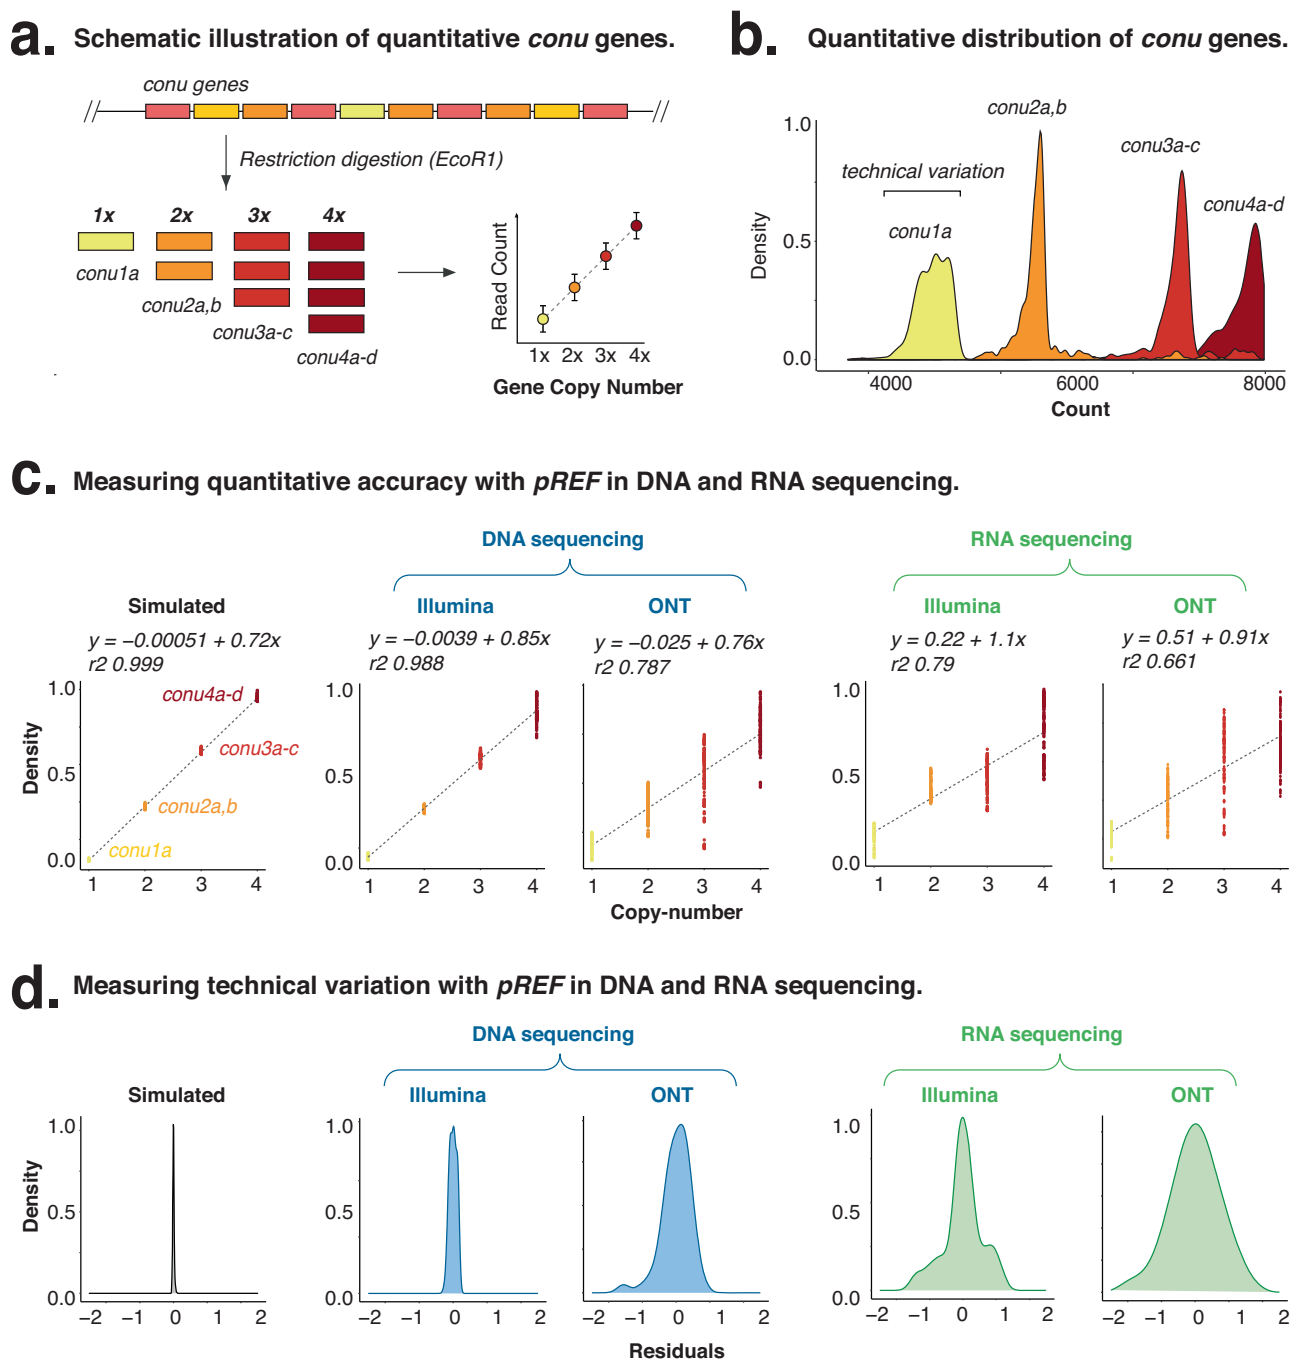 a. Schematic illustration of quantitative conu genes.
conu genes
Restriction digestion (EcoR1)
1x 2x 3x 4x
conu1a
conu2a,b
conu3a-c
conu4a-d
Read Count
1x 2x 3x 4x
Gene Copy Number
b. Quantitative distribution of conu genes.
conu2a,b
conu3a-c
technical variation
conu4a-d
conu1a
Density
1.0
0.5
0.0
4000 6000 8000
Count
c. Measuring quantitative accuracy with pREF in DNA and RNA sequencing.
DNA sequencing
RNA sequencing
Simulated
Illumina
ONT
Illumina
ONT
y = −0.00051 + 0.72x
r2 0.999
y = −0.0039 + 0.85x
r2 0.988
y = −0.025 + 0.76x
r2 0.787
y = 0.22 + 1.1x
r2 0.79
y = 0.51 + 0.91x
r2 0.661
Density
1.0
0.5
0.0
conu4a-d
conu3a-c
conu2a,b
conu1a
1 2 3 4
1.0
0.5
0.0
1 2 3 4
1 2 3 4
1.0
0.5
0.0
1 2 3 4
1 2 3 4
Copy-number
d. Measuring technical variation with pREF in DNA and RNA sequencing.
DNA sequencing
RNA sequencing
Simulated
Illumina
ONT
Illumina
ONT
Density
1.0
0.5
0.0
−2 −1 0 1 2
1.0
0.5
0.0
−2 −1 0 1 2
−2 −1 0 1 2
1.0
0.5
0.0
−2 −1 0 1 2
−2 −1 0 1 2
Residuals